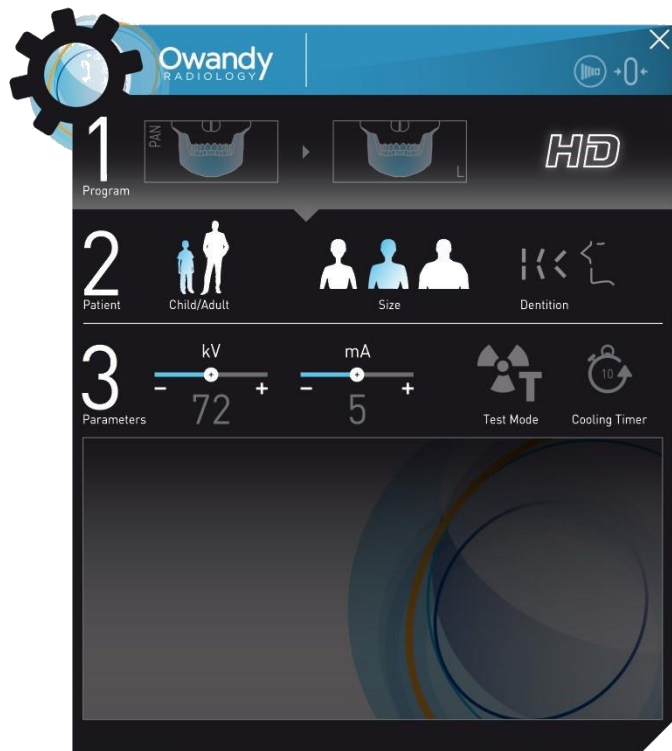 Owandy
RADIOLOGY
1
PAN
L
HD
Program
2
Patient
Child/Adult
Size
Dentition
3
kV
mA
- +
- +
72
5
10
T
Parameters
Test Mode
Cooling Timer